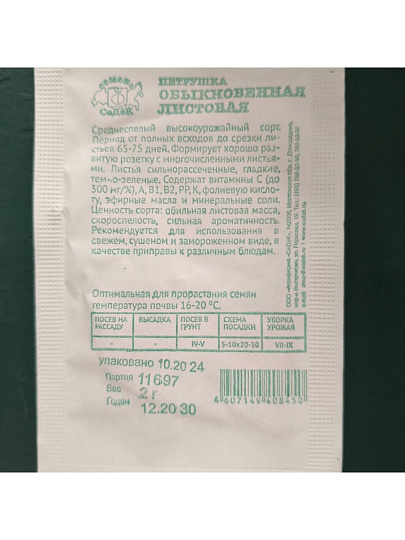 семена
СеДеК
ПЕТРУШКА
ОБЫКНОВЕННАЯ
ЛИСТОВАЯ
Среднеспелый высокоурожайный сорт.
Период от полных всходов до срезки ли-
стьев 65-75 дней. Формирует хорошо раз-
витую розетку с многочисленными листья-
ми. Листья сильнорассеченные, гладкие,
темно-зеленые. Содержат витамины С (до
300 мг/%), А, В1, В2, РР, К, фолиевую кисло-
ту, эфирные масла и минеральные соли.
Ценность сорта: обильная листовая масса,
скороспелость, сильная ароматичность.
Рекомендуется для использования в
свежем, сушеном и замороженном виде, в
качестве приправы к различным блюдам.
Оптимальная для прорастания семян
температура почвы 16-20 °С.
ПОСЕВ НА РАССАДУ ВЫСАДКА ПОСЕВ В ГРУНТ СХЕМА ПОСАДКИ УБОРКА УРОЖАЯ
- - IV-V 5-10х20-30 VII-IX
упаковано 10.20 24
Партия 11697
Вес 2 г
Годен 12.20 30
4 607149 408450